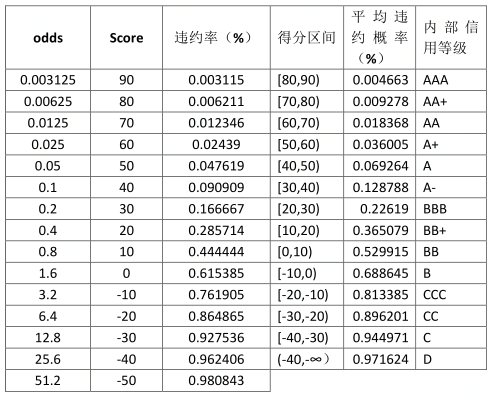 odds Score 违约率（%） 得分区间 平均违约概率（%） 内部信用等级
0.003125 90 0.003115 [80,90) 0.004663 AAA
0.00625 80 0.006211 [70,80) 0.009278 AA+
0.0125 70 0.012346 [60,70) 0.018368 AA
0.025 60 0.02439 [50,60) 0.036005 A+
0.05 50 0.047619 [40,50) 0.069264 A
0.1 40 0.090909 [30,40) 0.128788 A-
0.2 30 0.166667 [20,30) 0.22619 BBB
0.4 20 0.285714 [10,20) 0.365079 BB+
0.8 10 0.444444 [0,10) 0.529915 BB
1.6 0 0.615385 [-10,0) 0.688645 B
3.2 -10 0.761905 [-20,-10) 0.813385 CCC
6.4 -20 0.864865 [-30,-20) 0.896201 CC
12.8 -30 0.927536 [-40,-30) 0.944971 C
25.6 -40 0.962406 (-40,-∞） 0.971624 D
51.2 -50 0.980843